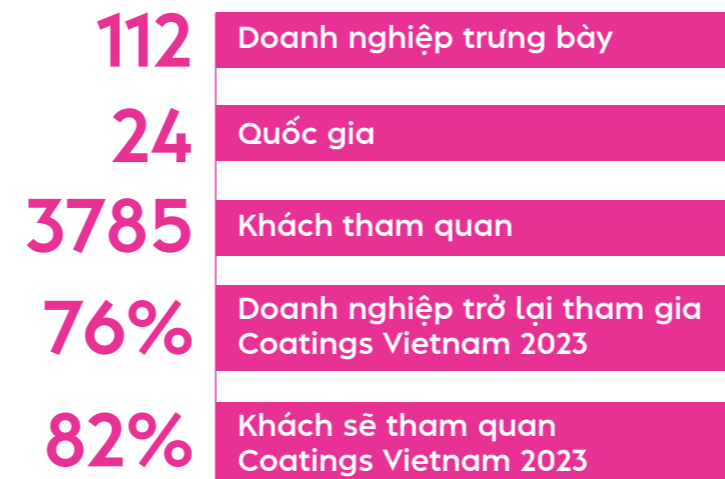 112
Doanh nghiệp trưng bày
24
Quốc gia
3785
Khách tham quan
76%
Doanh nghiệp trở lại tham gia
Coatings Vietnam 2023
82%
Khách sẽ tham quan
Coatings Vietnam 2023